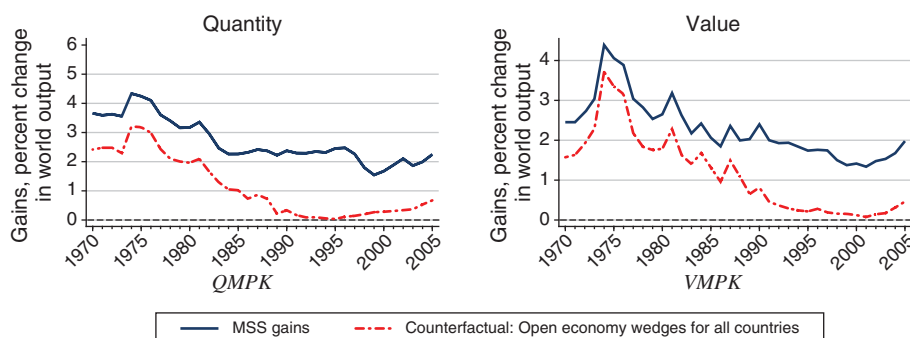 Quantity
Gains, percent change
in world output
6
5
4
3
2
1
0
1970
1975
1980
1985
1990
1995
2000
2005
QMPK
Value
Gains, percent change
in world output
4
3
2
1
0
1970
1975
1980
1985
1990
1995
2000
2005
VMPK
MSS gains
Counterfactual: Open economy wedges for all countries